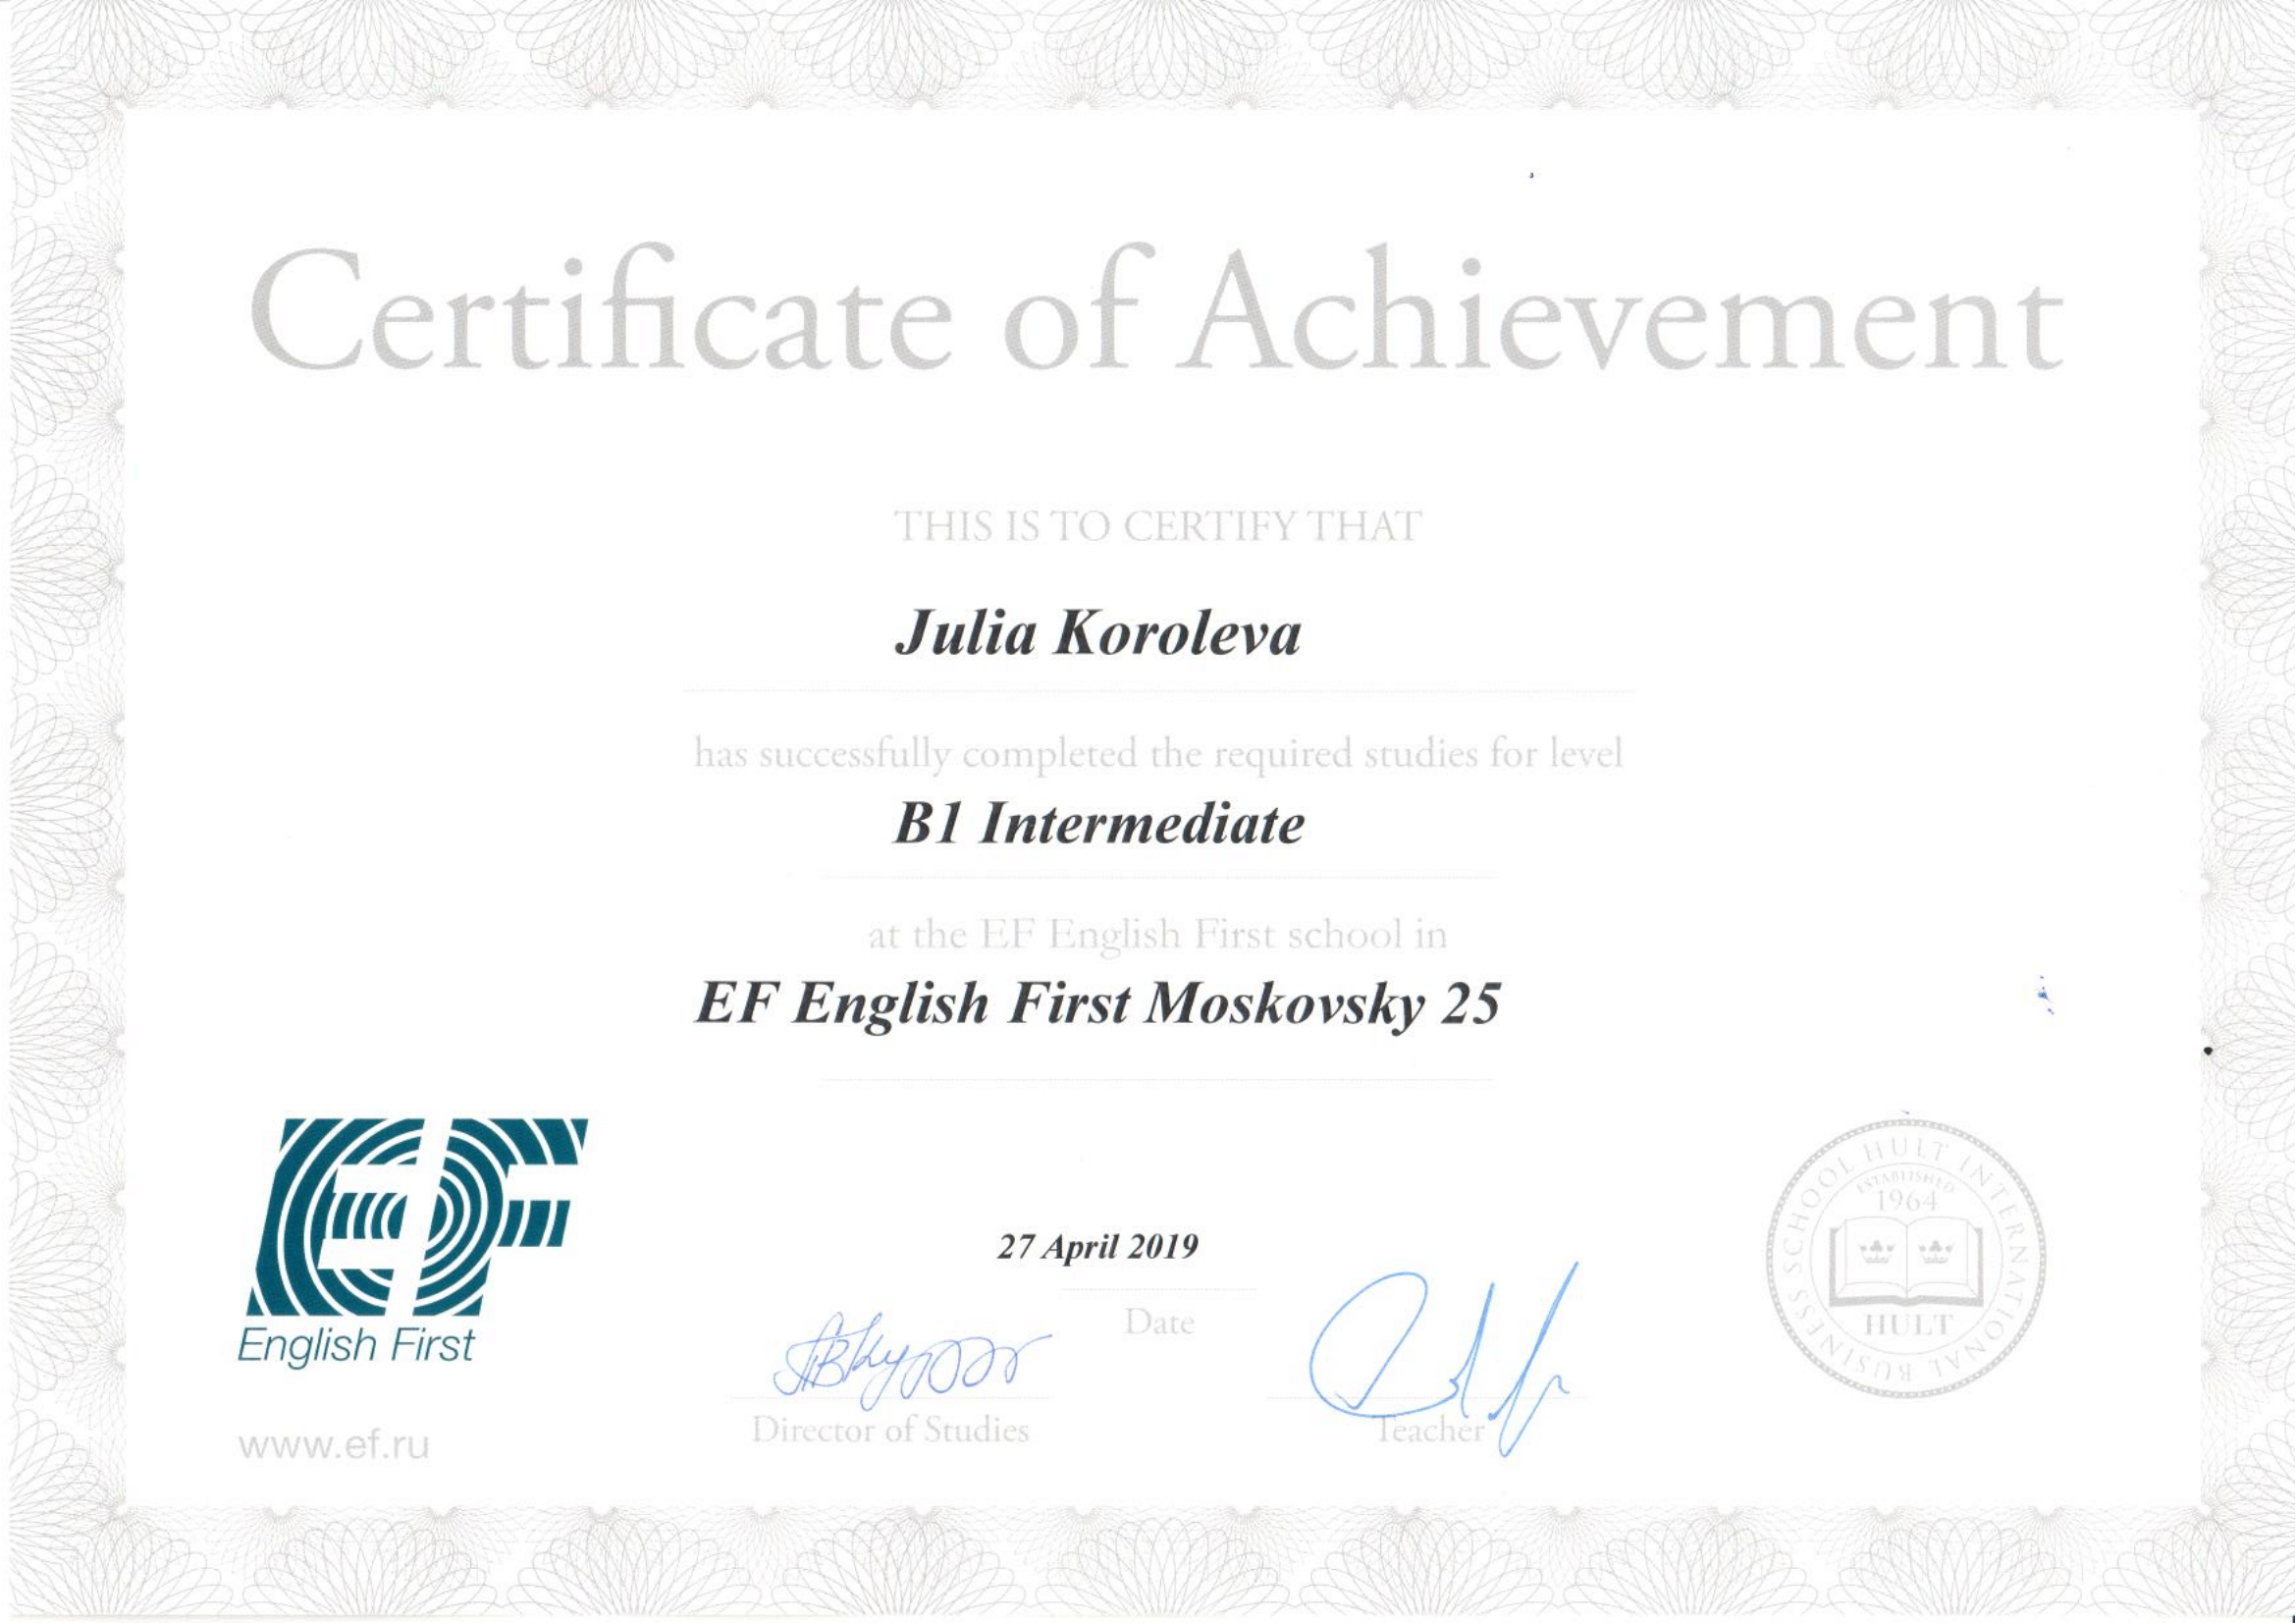 Certificate of Achievement
THIS IS TO CERTIFY THAT
Julia Koroleva
has successfully completed the required studies for level
B1 Intermediate
at the EF English First school in
EF English First Moskovsky 25
EF
English First
www.ef.ru
27 April 2019
Date
Director of Studies
Teacher
HULT INTERNATIONAL BUSINESS SCHOOL
ESTABLISHED
1964
HULT